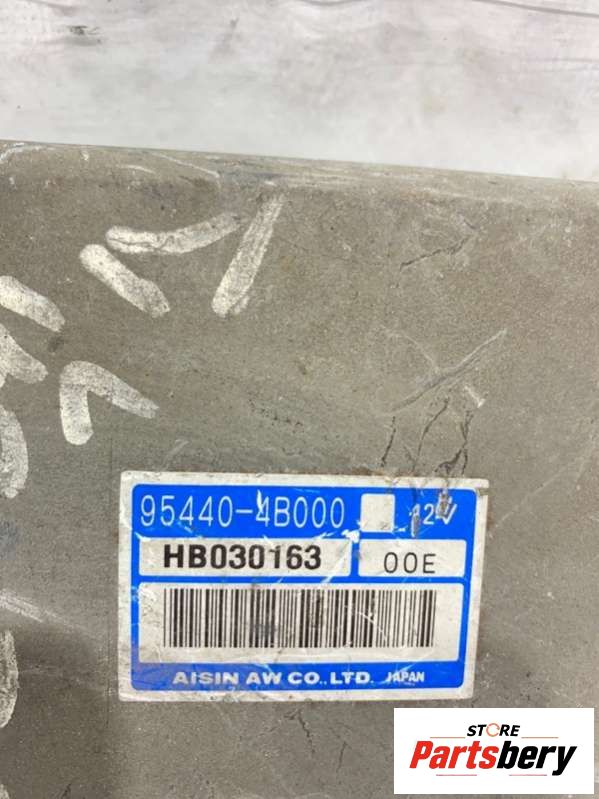 95440-4B000 12V
HB030163 00E
AISIN AW CO., LTD. JAPAN
STORE
Partsbery